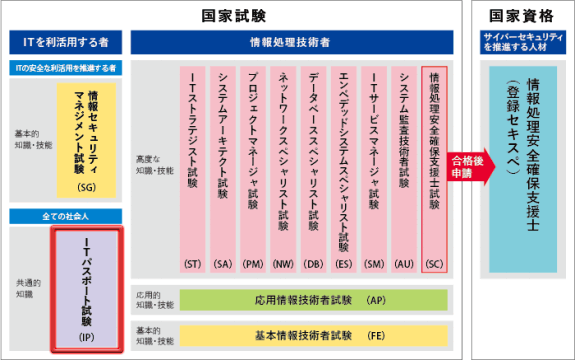 国家試験
国家資格
ITを利活用する者
情報処理技術者
サイバーセキュリティ
を推進する人材
ITの安全な利活用を推進する者
基本的
知識・技能
情報セキュリティ
マネジメント試験
(SG)
全ての社会人
共通的
知識
ITパスポート試験
(IP)
高度な
知識・技能
ITストラテジスト試験
(ST)
システムアーキテクト試験
(SA)
プロジェクトマネージャ試験
(PM)
ネットワークスペシャリスト試験
(NW)
データベーススペシャリスト試験
(DB)
エンベデッドシステムスペシャリスト試験
(ES)
ITサービスマネージャ試験
(SM)
システム監査技術者試験
(AU)
情報処理安全確保支援士試験
(SC)
応用的
知識・技能
応用情報技術者試験 (AP)
基本的
知識・技能
基本情報技術者試験 (FE)
合格後
申請
情報処理安全確保支援士
(登録セキスペ)